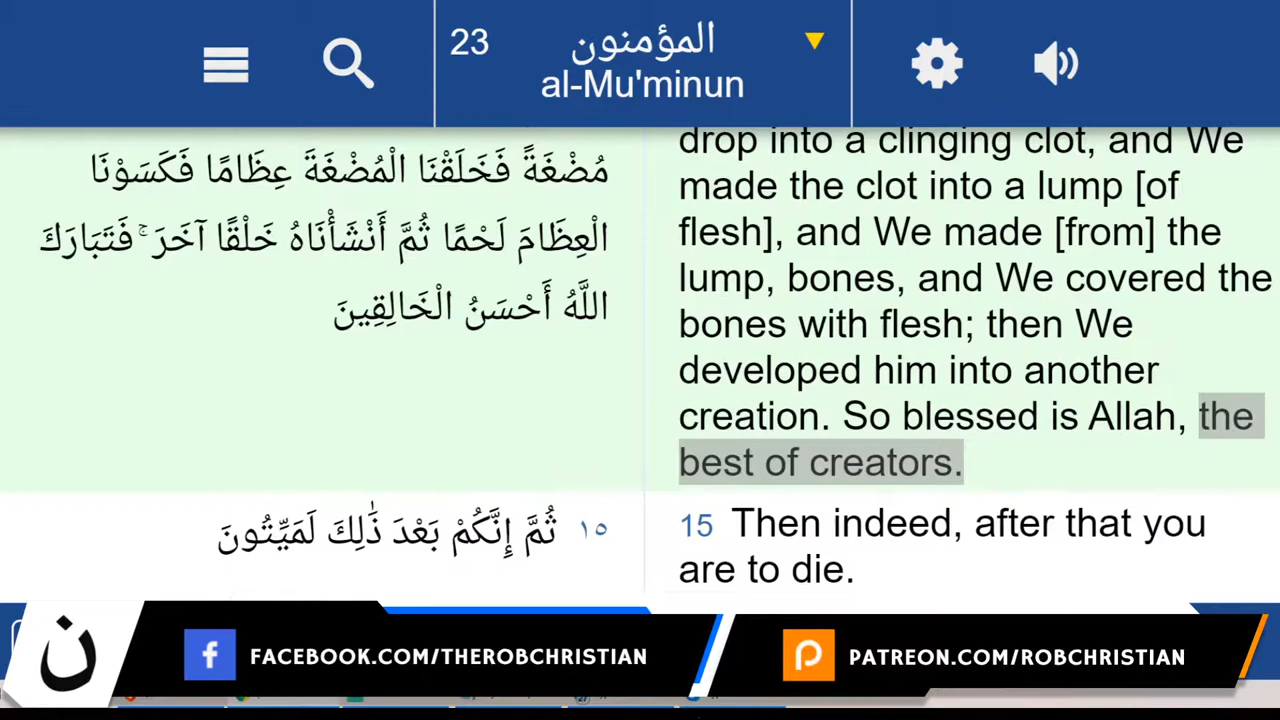 23
المؤمنون
al-Mu'minun
مُضْغَةً فَخَلَقْنَا الْمُضْغَةَ عِظَامًا فَكَسَوْنَا
الْعِظَامَ لَحْمًا ثُمَّ أَنْشَأْنَاهُ خَلْقًا آخَرَ ۚ فَتَبَارَكَ
اللَّهُ أَحْسَنُ الْخَالِقِينَ
drop into a clinging clot, and We
made the clot into a lump [of
flesh], and We made [from] the
lump, bones, and We covered the
bones with flesh; then We
developed him into another
creation. So blessed is Allah, the
best of creators.
١٥ ثُمَّ إِنَّكُمْ بَعْدَ ذَٰلِكَ لَمَيِّتُونَ
15 Then indeed, after that you
are to die.
ن
f FACEBOOK.COM/THEROBCHRISTIAN
PATREON.COM/ROBCHRISTIAN